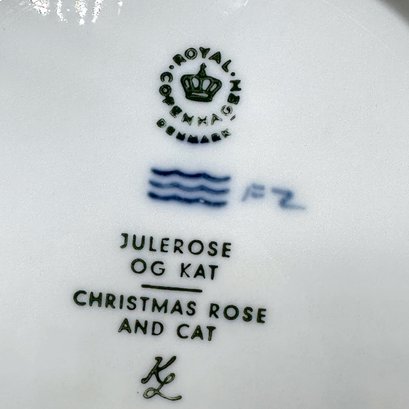 ROYAL COPENHAGEN
DENMARK
FZ
JULEROSE
OG KAT
CHRISTMAS ROSE
AND CAT
KL